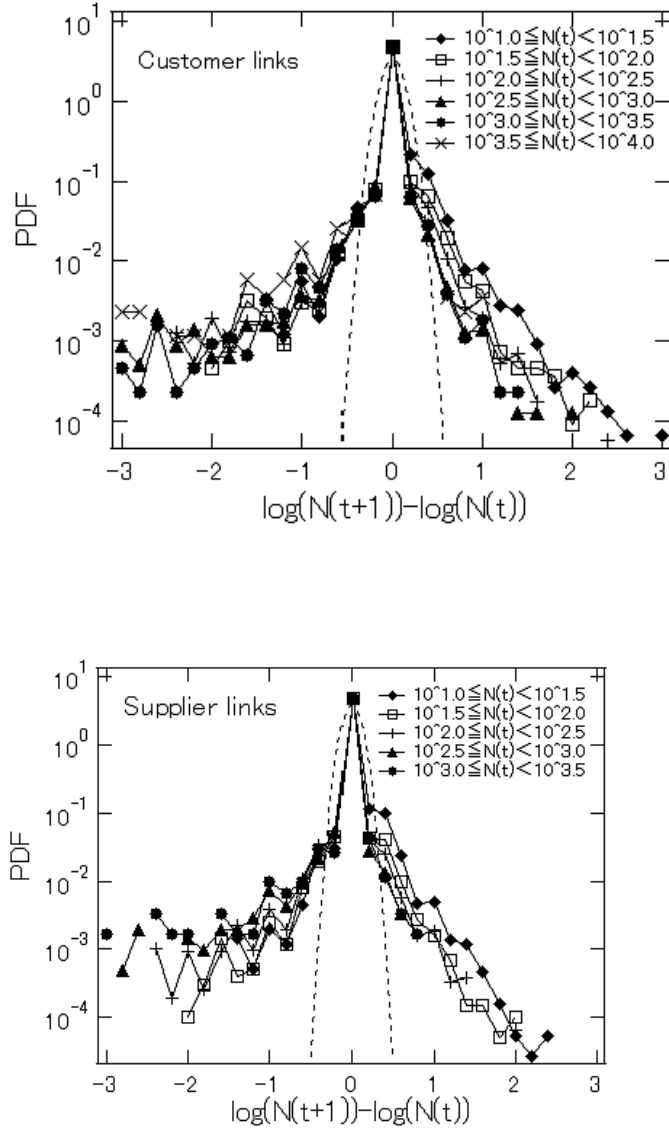 10^1
10^0
10^-1
10^-2
10^-3
10^-4
PDF
Customer links
10^1.0≦N(t)<10^1.5
10^1.5≦N(t)<10^2.0
10^2.0≦N(t)<10^2.5
10^2.5≦N(t)<10^3.0
10^3.0≦N(t)<10^3.5
10^3.5≦N(t)<10^4.0
-3 -2 -1 0 1 2 3
log(N(t+1))-log(N(t))
10^1
10^0
10^-1
10^-2
10^-3
10^-4
PDF
Supplier links
10^1.0≦N(t)<10^1.5
10^1.5≦N(t)<10^2.0
10^2.0≦N(t)<10^2.5
10^2.5≦N(t)<10^3.0
10^3.0≦N(t)<10^3.5
-3 -2 -1 0 1 2 3
log(N(t+1))-log(N(t))